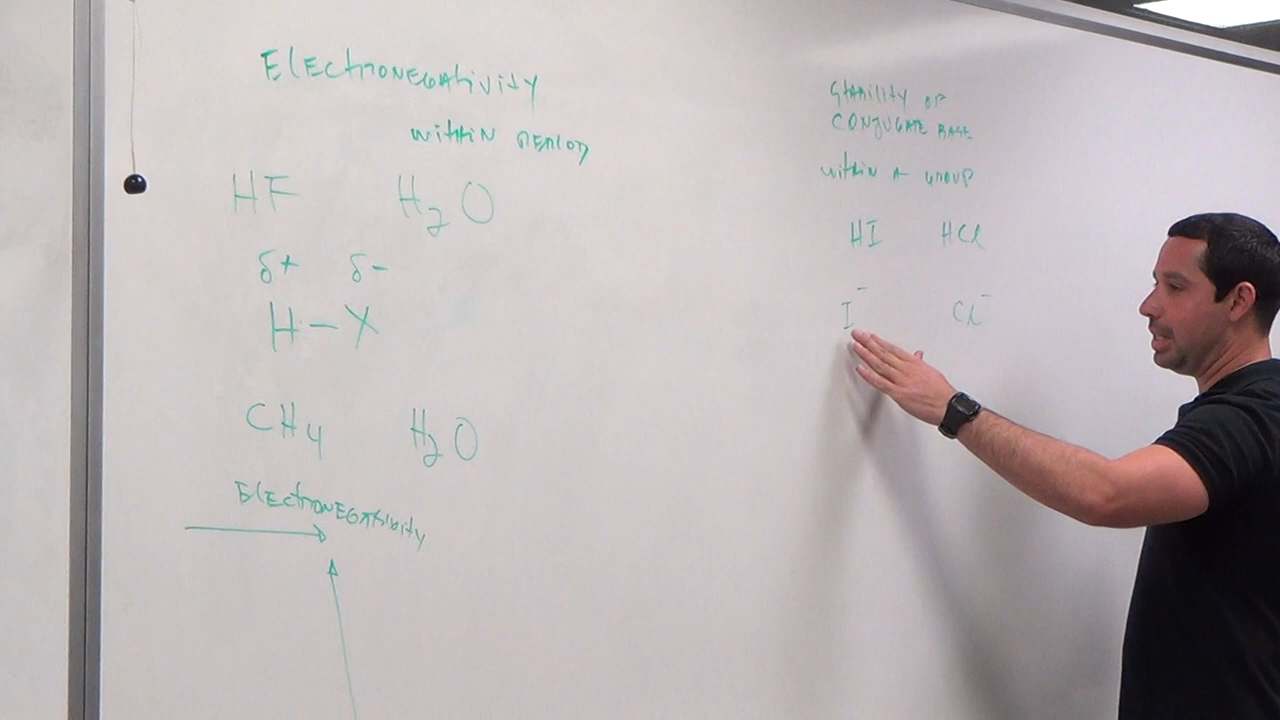 ELECTRONEGATIVITY
WITHIN PERIOD
HF H₂O
δ+ δ-
H-X
CH₄ H₂O
ELECTRONEGATIVITY
STABILITY OF
CONJUGATE BASE
WITHIN A GROUP
HI HCl
I⁻ Cl⁻